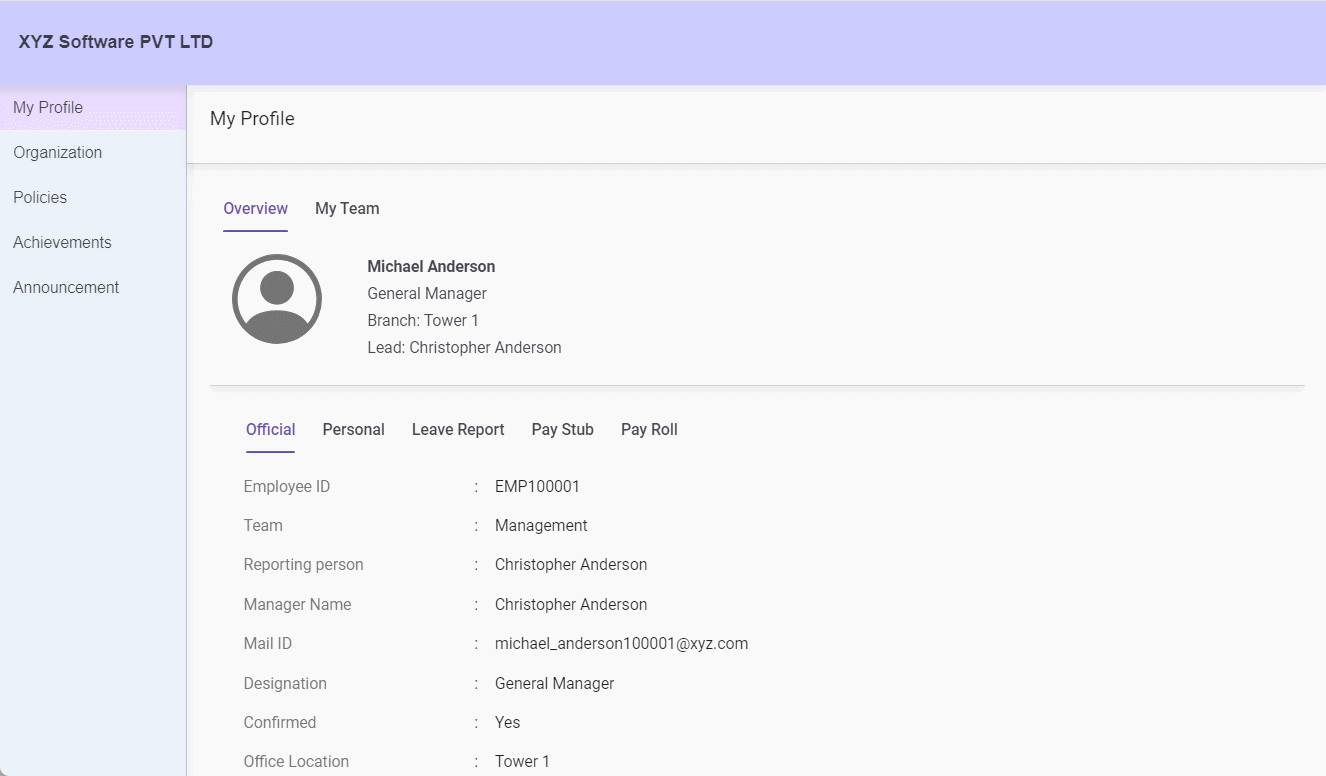 XYZ Software PVT LTD
My Profile
Organization
Policies
Achievements
Announcement
My Profile
Overview My Team
Michael Anderson
General Manager
Branch: Tower 1
Lead: Christopher Anderson
Official Personal Leave Report Pay Stub Pay Roll
Employee ID : EMP100001
Team : Management
Reporting person : Christopher Anderson
Manager Name : Christopher Anderson
Mail ID : michael_anderson100001@xyz.com
Designation : General Manager
Confirmed : Yes
Office Location : Tower 1